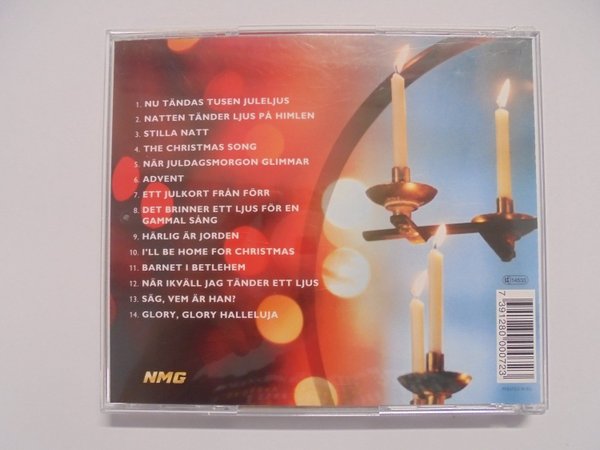 1. NU TÄNDAS TUSEN JULELJUS
2. NATTEN TÄNDER LJUS PÅ HIMLEN
3. STILLA NATT
4. THE CHRISTMAS SONG
5. NÄR JULDAGSMORGON GLIMMAR
6. ADVENT
7. ETT JULKORT FRÅN FÖRR
8. DET BRINNER ETT LJUS FÖR EN
GAMMAL SÅNG
9. HÄRLIG ÄR JORDEN
10. I'LL BE HOME FOR CHRISTMAS
11. BARNET I BETLEHEM
12. NÄR IKVÄLL JAG TÄNDER ETT LJUS
13. SÄG, VEM ÄR HAN?
14. GLORY, GLORY HALLELUJA
NMG
7 391280 000723